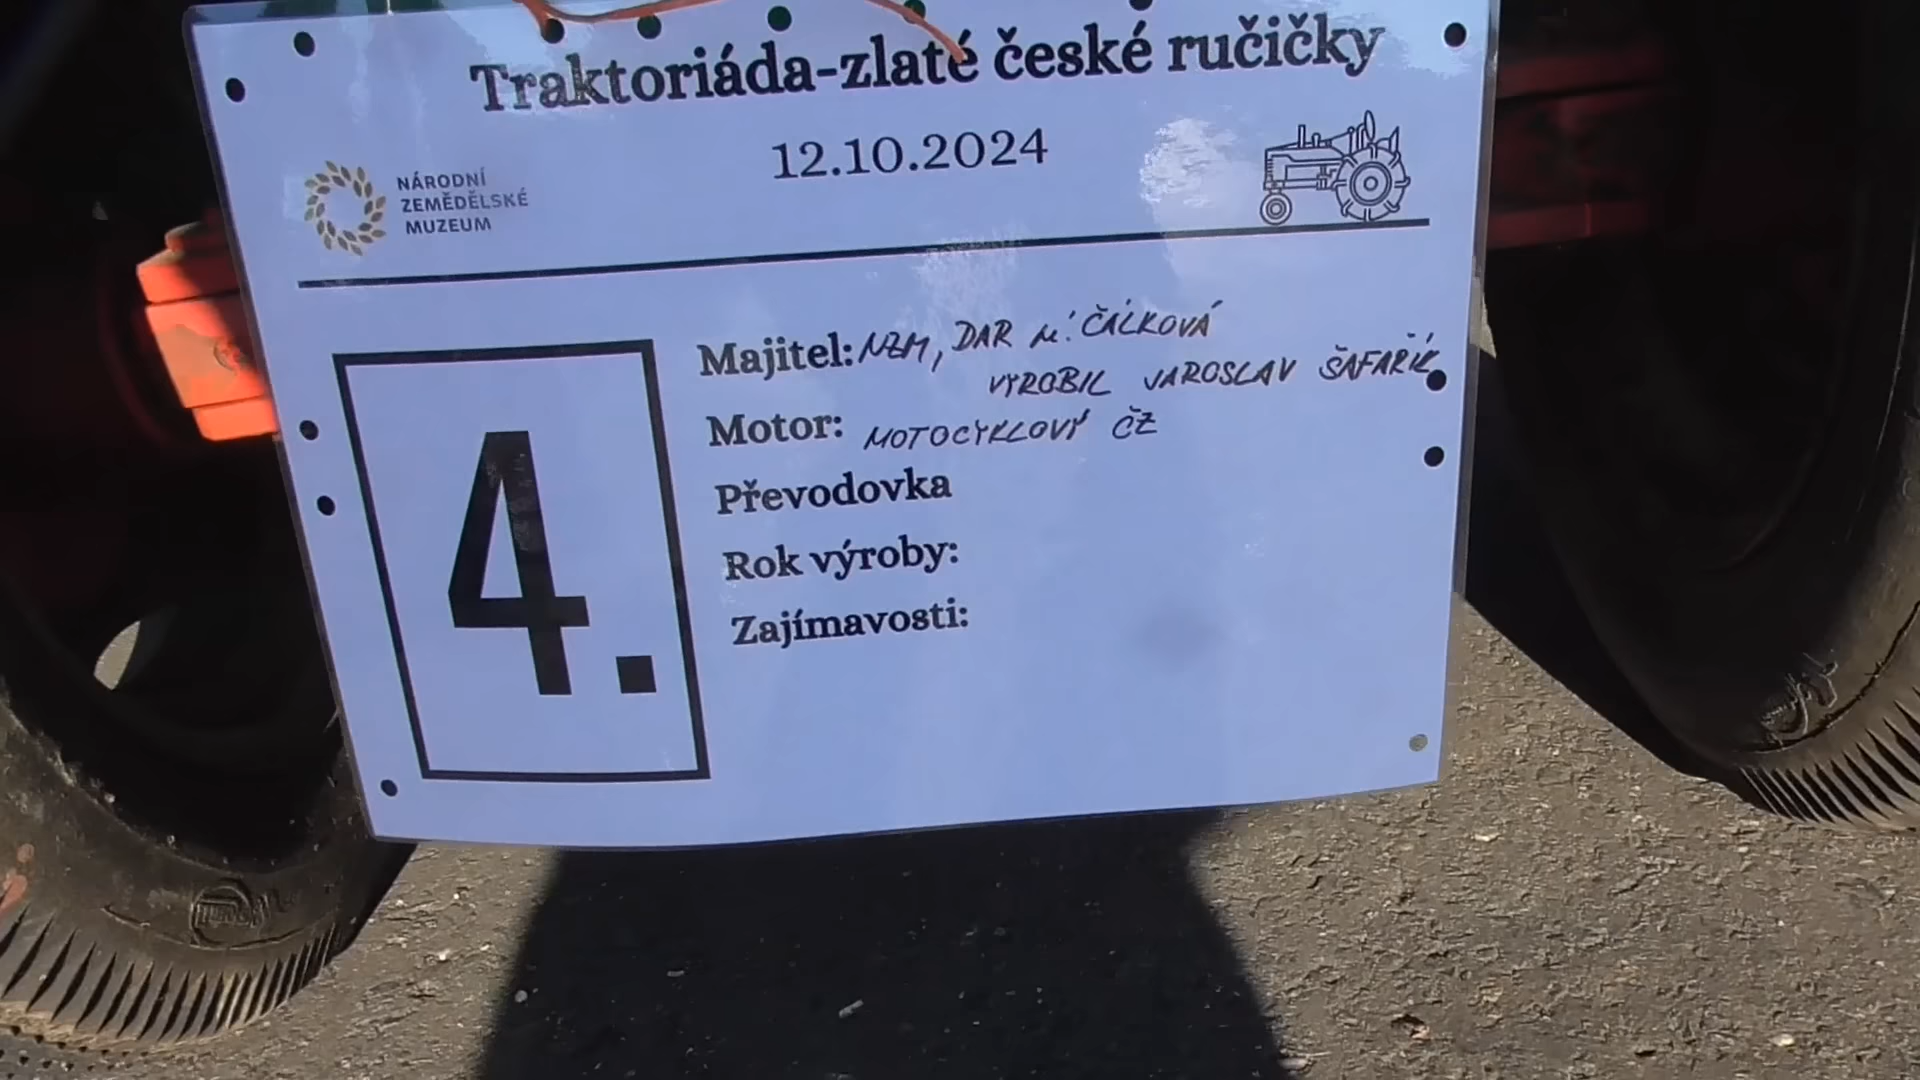 Traktoriáda-zlaté české ručičky
12.10.2024
NÁRODNÍ
ZEMĚDĚLSKÉ
MUZEUM
4.
Majitel: NZM, DAR M. ČÁLKOVÁ
VYROBIL JAROSLAV ŠAFAŘÍK
Motor: MOTOCYKLOVÝ ČZ
Převodovka
Rok výroby:
Zajímavosti: